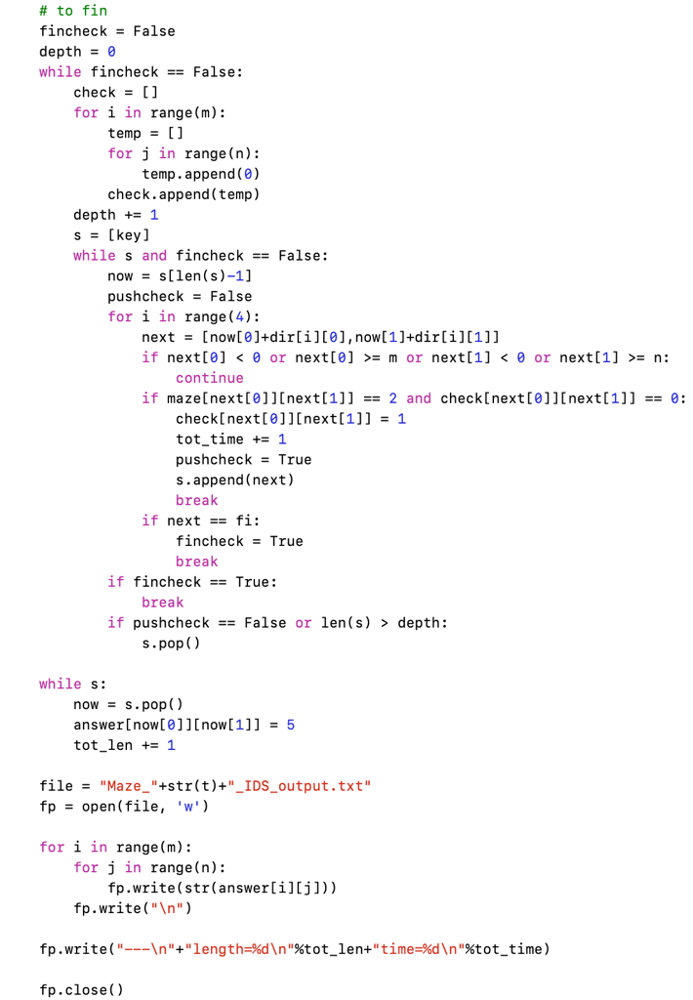 # to fin
fincheck = False
depth = 0
while fincheck == False:
    check = []
    for i in range(m):
        temp = []
        for j in range(n):
            temp.append(0)
        check.append(temp)
    depth += 1
    s = [key]
    while s and fincheck == False:
        now = s[len(s)-1]
        pushcheck = False
        for i in range(4):
            next = [now[0]+dir[i][0],now[1]+dir[i][1]]
            if next[0] < 0 or next[0] >= m or next[1] < 0 or next[1] >= n:
                continue
            if maze[next[0]][next[1]] == 2 and check[next[0]][next[1]] == 0:
                check[next[0]][next[1]] = 1
                tot_time += 1
                pushcheck = True
                s.append(next)
                break
            if next == fi:
                fincheck = True
                break
        if fincheck == True:
            break
        if pushcheck == False or len(s) > depth:
            s.pop()

while s:
    now = s.pop()
    answer[now[0]][now[1]] = 5
    tot_len += 1

file = "Maze_"+str(t)+"_IDS_output.txt"
fp = open(file, 'w')

for i in range(m):
    for j in range(n):
        fp.write(str(answer[i][j]))
    fp.write("\n")

fp.write("---\n"+"length=%d\n"%tot_len+"time=%d\n"%tot_time)

fp.close()